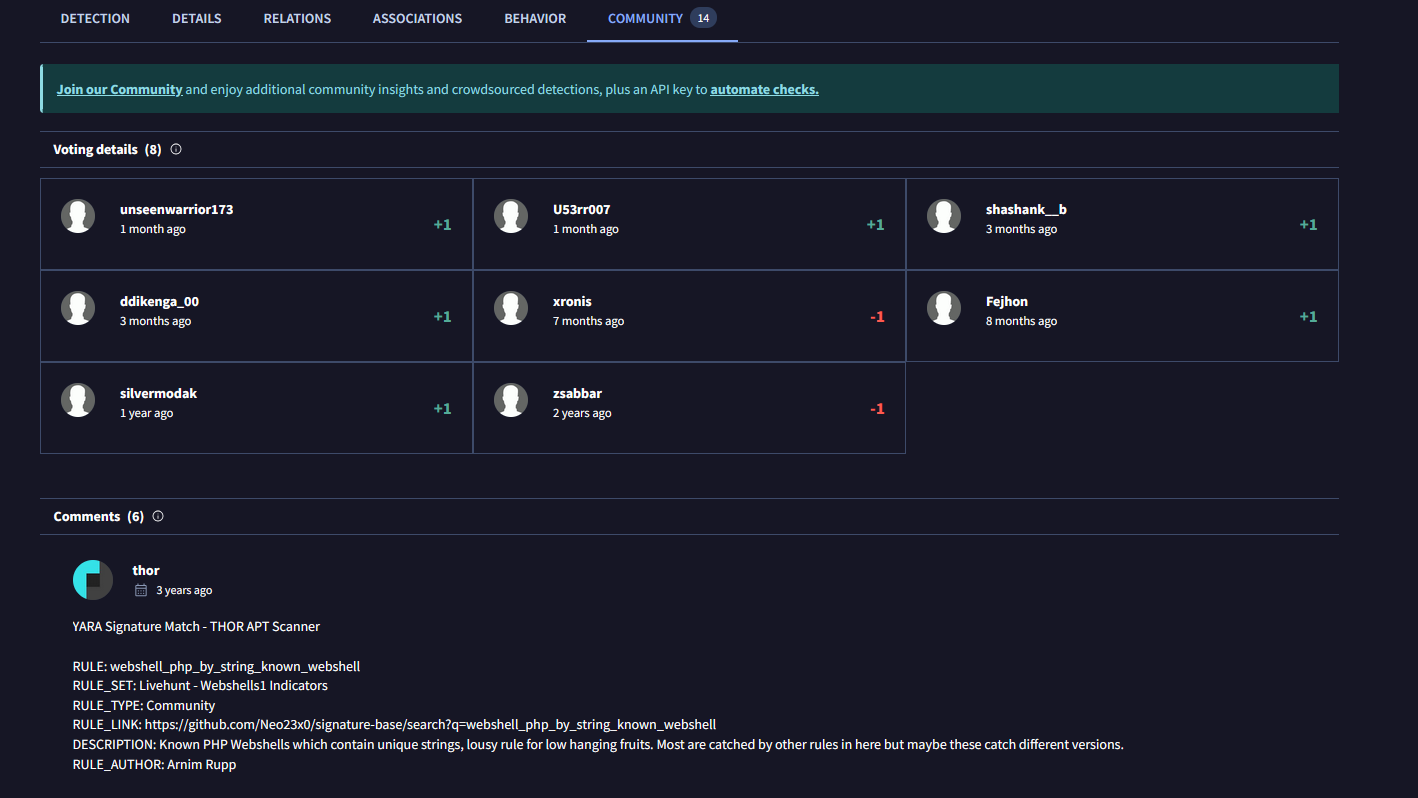 DETECTION DETAILS RELATIONS ASSOCIATIONS BEHAVIOR COMMUNITY 14
Join our Community and enjoy additional community insights and crowdsourced detections, plus an API key to automate checks.
Voting details (8)
unseenwarrior173
1 month ago
+1
U53rr007
1 month ago
+1
shashank__b
3 months ago
+1
ddikenga_00
3 months ago
+1
xronis
7 months ago
-1
Fejhon
8 months ago
+1
silvermodak
1 year ago
+1
zsabbar
2 years ago
-1
Comments (6)
thor
3 years ago
YARA Signature Match - THOR APT Scanner
RULE: webshell_php_by_string_known_webshell
RULE_SET: Livehunt - Webshells1 Indicators
RULE_TYPE: Community
RULE_LINK: https://github.com/Neo23x0/signature-base/search?q=webshell_php_by_string_known_webshell
DESCRIPTION: Known PHP Webshells which contain unique strings, lousy rule for low hanging fruits. Most are catched by other rules in here but maybe these catch different versions.
RULE_AUTHOR: Arnim Rupp